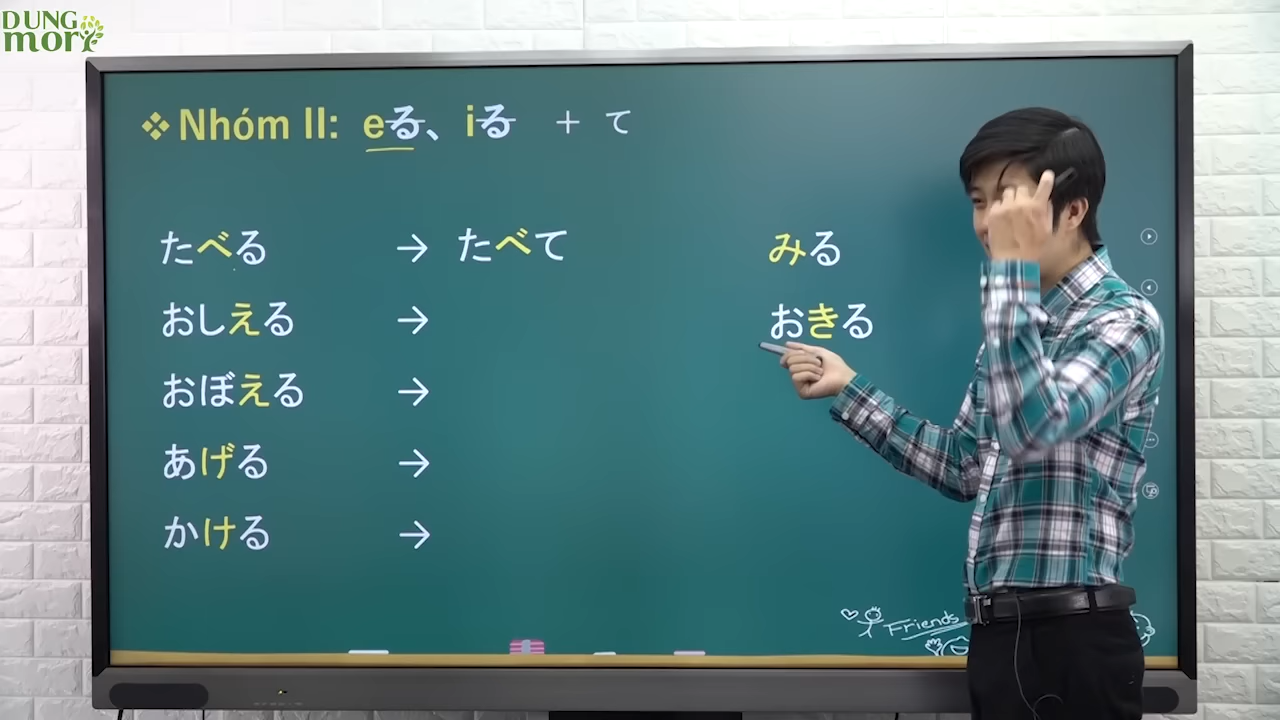 DUNG
mori
❖ Nhóm II: eる、iる + て
たべる → たべて
おしえる →
おぼえる →
あげる →
かける →
みる
おきる
Friends